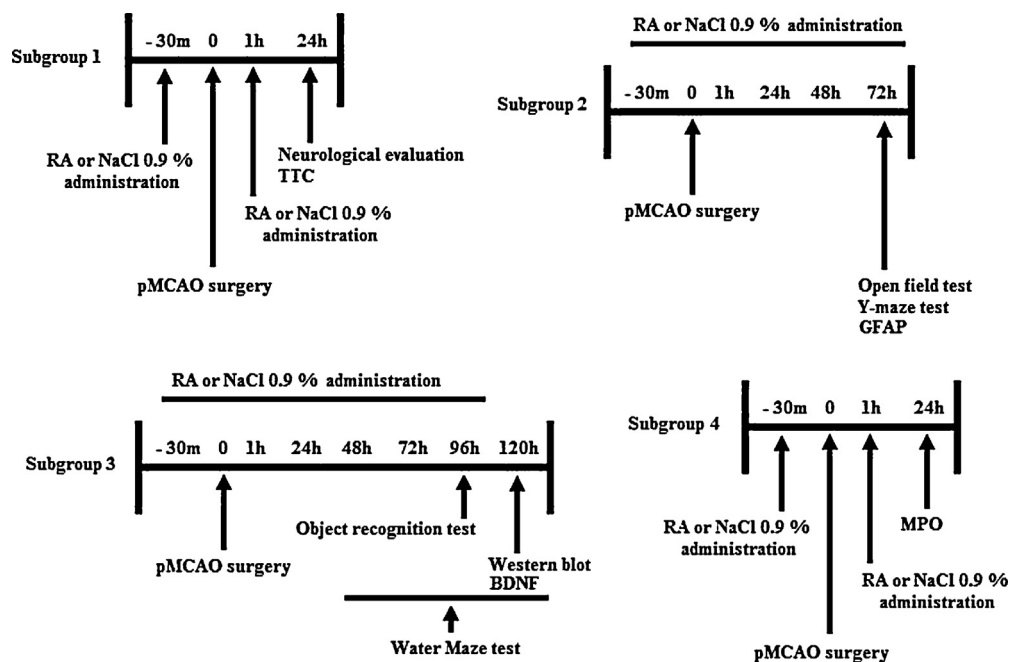 Subgroup 1
- 30m 0 1h 24h
RA or NaCl 0.9 %
administration
Neurological evaluation
TTC
RA or NaCl 0.9 %
administration
pMCAO surgery
RA or NaCl 0.9 % administration
Subgroup 2
- 30m 0 1h 24h 48h 72h
pMCAO surgery
Open field test
Y-maze test
GFAP
RA or NaCl 0.9 % administration
Subgroup 3
- 30m 0 1h 24h 48h 72h 96h 120h
Object recognition test
pMCAO surgery
Western blot
BDNF
Water Maze test
Subgroup 4
- 30m 0 1h 24h
RA or NaCl 0.9 %
administration
MPO
RA or NaCl 0.9 %
administration
pMCAO surgery